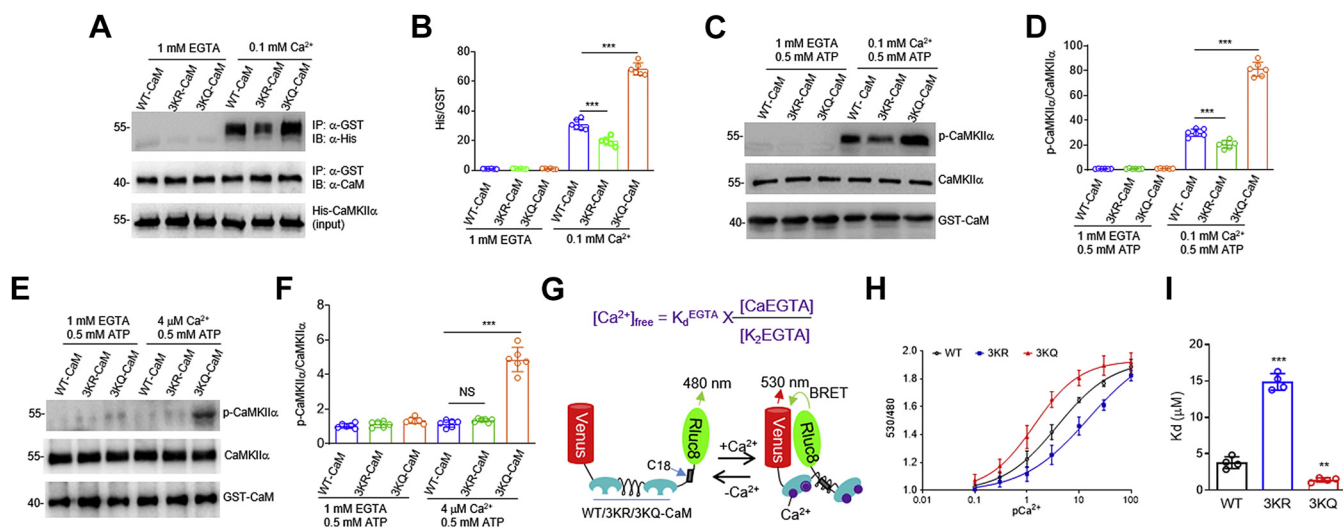 A
1 mM EGTA 0.1 mM Ca²⁺
WT-CaM 3KR-CaM 3KQ-CaM WT-CaM 3KR-CaM 3KQ-CaM
55-
IP: α-GST
IB: α-His
40-
IP: α-GST
IB: α-CaM
55-
His-CaMKIIα
(input)
B
His/GST
80
60
40
20
0
***
***
WT-CaM 3KR-CaM 3KQ-CaM WT-CaM 3KR-CaM 3KQ-CaM
1 mM EGTA 0.1 mM Ca²⁺
C
1 mM EGTA 0.1 mM Ca²⁺
0.5 mM ATP 0.5 mM ATP
WT-CaM 3KR-CaM 3KQ-CaM WT-CaM 3KR-CaM 3KQ-CaM
55- p-CaMKIIα
55- CaMKIIα
40- GST-CaM
D
p-CaMKIIα/CaMKIIα
100
80
60
40
20
0
***
***
WT-CaM 3KR-CaM 3KQ-CaM WT- CaM 3KR-CaM 3KQ-CaM
1 mM EGTA 0.1 mM Ca²⁺
0.5 mM ATP 0.5 mM ATP
E
1 mM EGTA 4 μM Ca²⁺
0.5 mM ATP 0.5 mM ATP
WT-CaM 3KR-CaM 3KQ-CaM WT-CaM 3KR-CaM 3KQ-CaM
55- p-CaMKIIα
55- CaMKIIα
40- GST-CaM
F
p-CaMKIIα/CaMKIIα
8
6
4
2
0
***
NS
WT-CaM 3KR-CaM 3KQ-CaM WT-CaM 3KR-CaM 3KQ-CaM
1 mM EGTA 4 μM Ca²⁺
0.5 mM ATP 0.5 mM ATP
G
[Ca²⁺]free = Kd^EGTA X [CaEGTA]
[K₂EGTA]
480 nm 530 nm BRET
Venus Rluc8 Venus Rluc8
+Ca²⁺
-Ca²⁺
C18
WT/3KR/3KQ-CaM
Ca²⁺
H
WT 3KR 3KQ
530/480
2.0
1.8
1.6
1.4
1.2
1.0
0.01 0.1 1 10 100
pCa²⁺
I
Kd (μM)
20
15
10
5
0
***
**
WT 3KR 3KQ